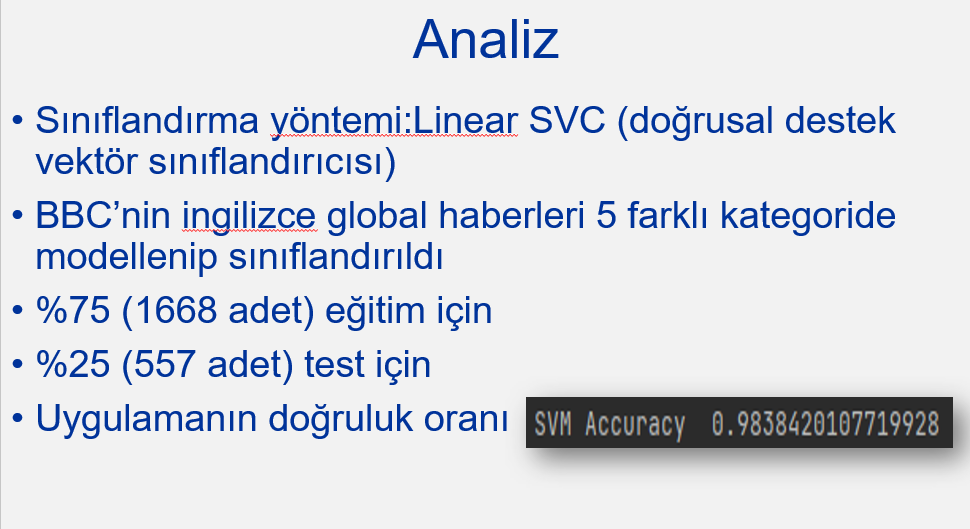 Analiz
• Sınıflandırma yöntemi:Linear SVC (doğrusal destek
vektör sınıflandırıcısı)
• BBC’nin ingilizce global haberleri 5 farklı kategoride
modellenip sınıflandırıldı
• %75 (1668 adet) eğitim için
• %25 (557 adet) test için
• Uygulamanın doğruluk oranı SVM Accuracy 0.9838420107719928